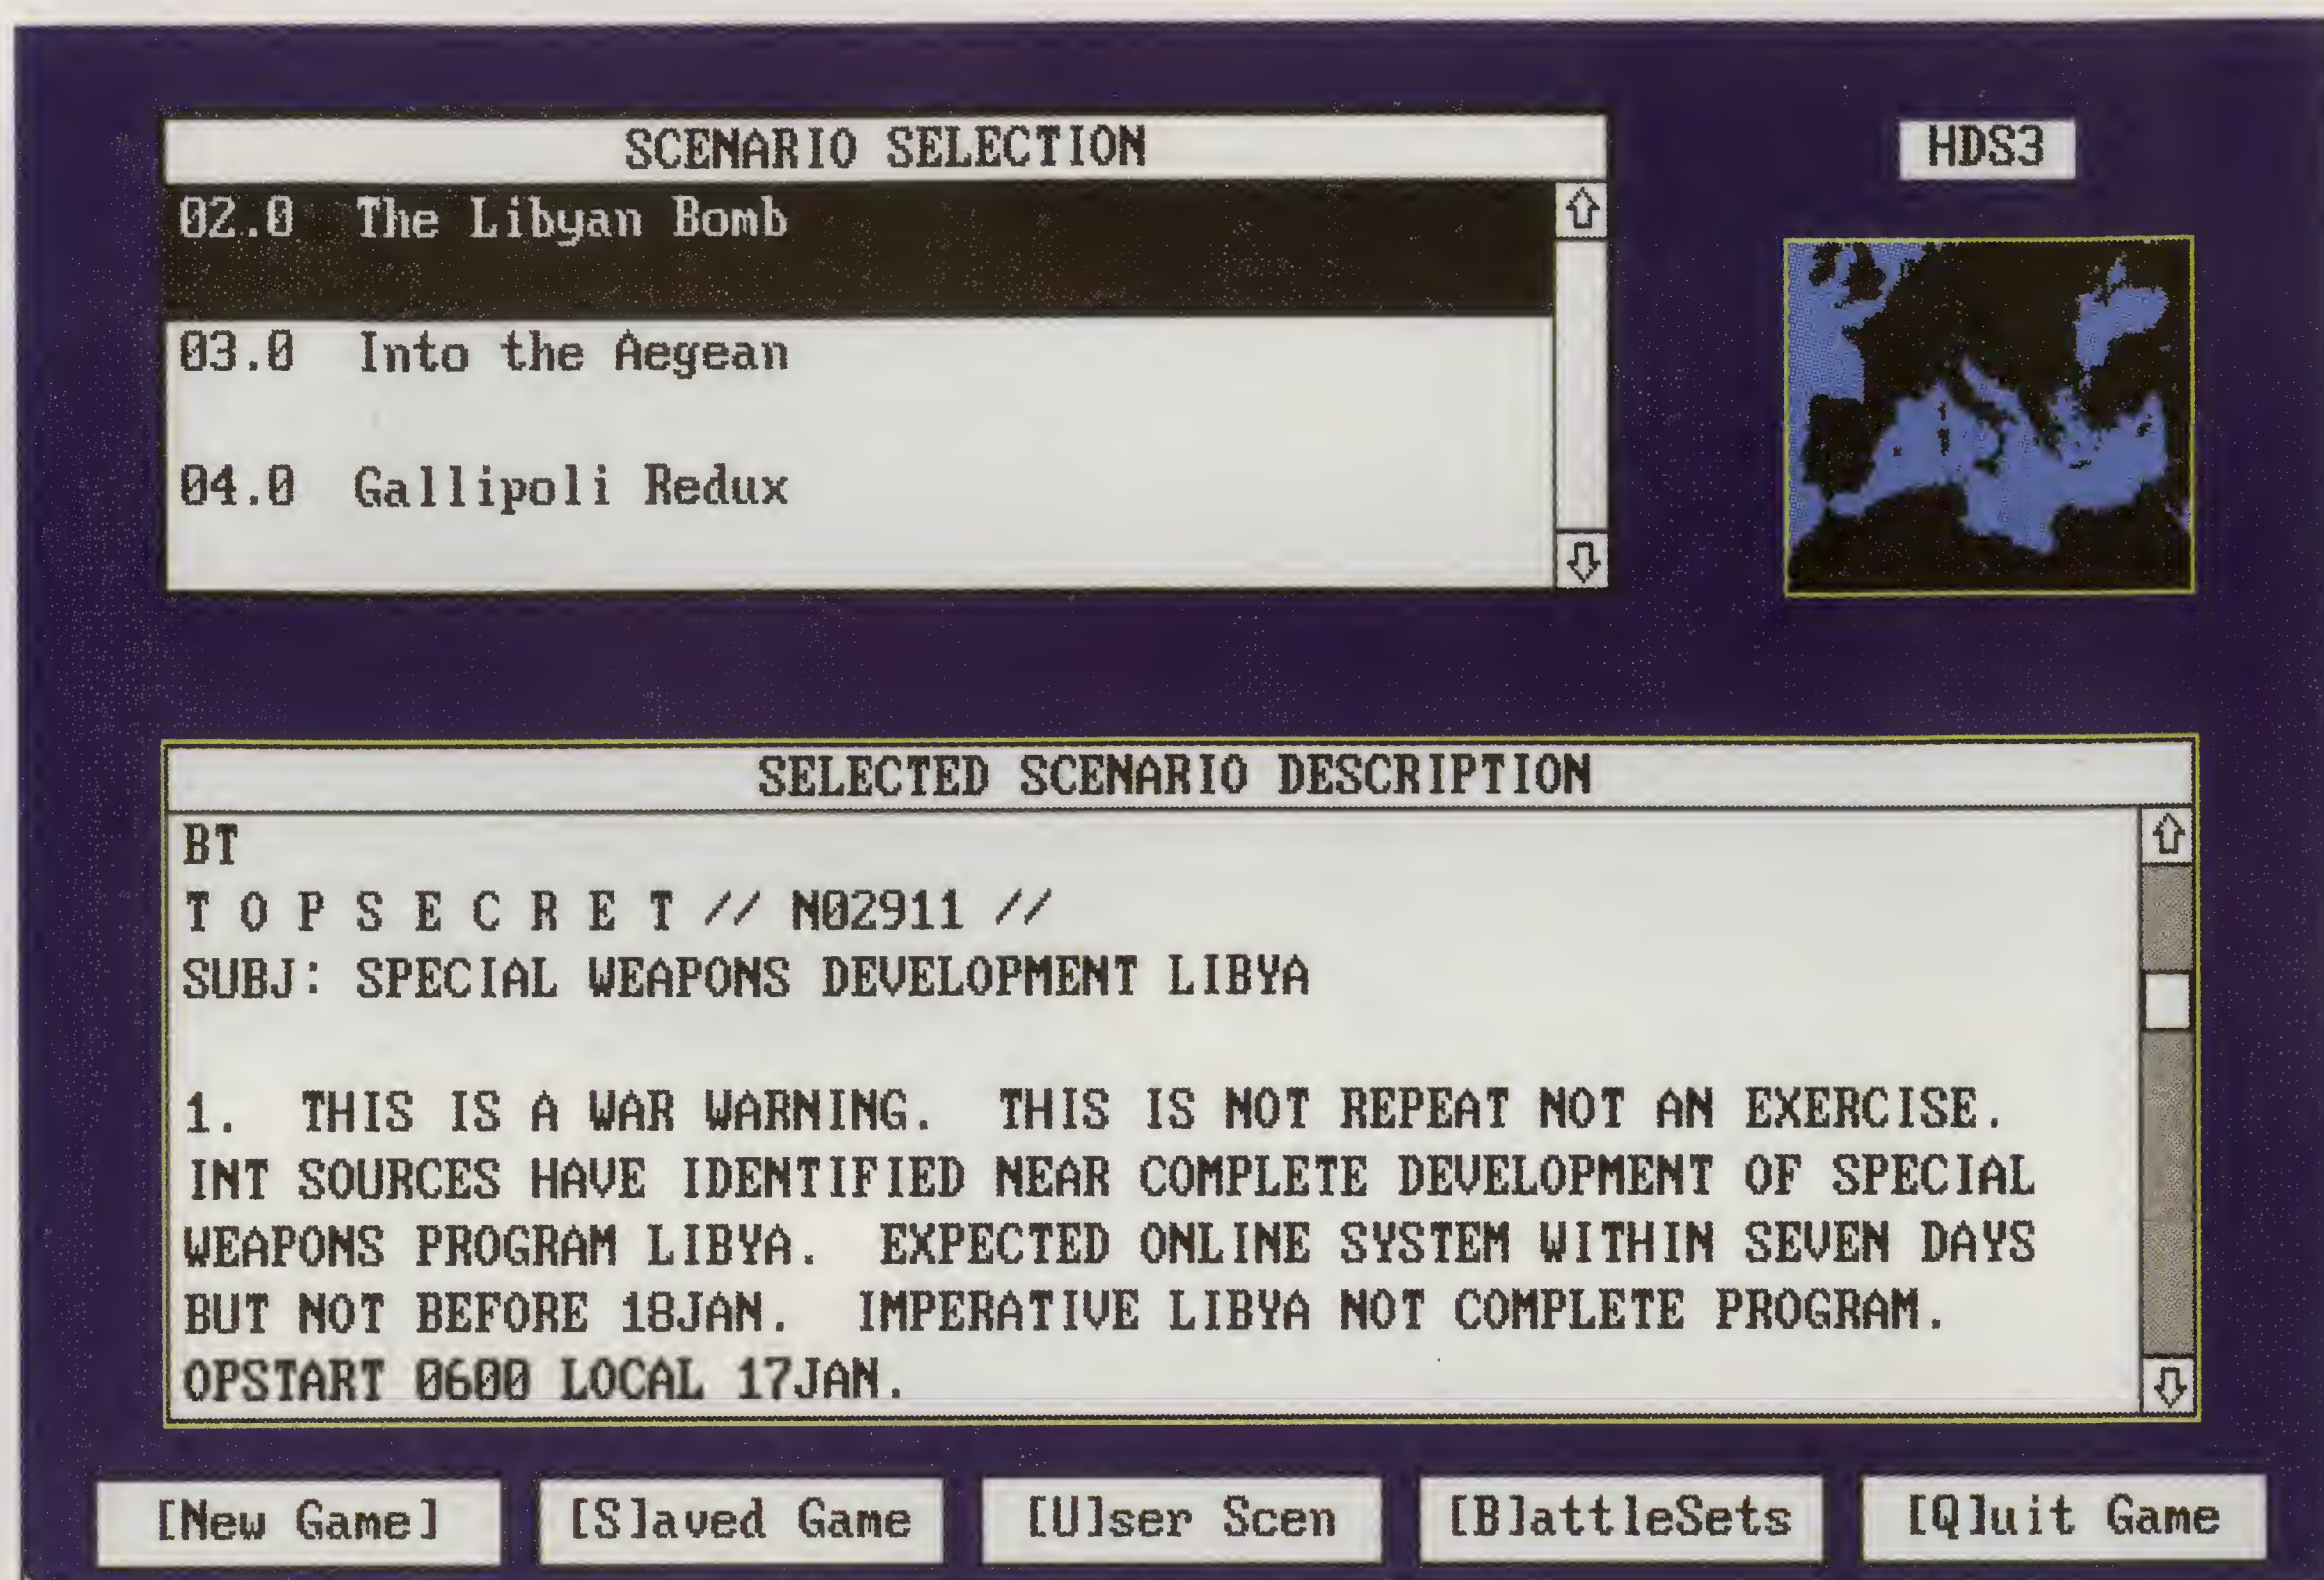 SCENARIO SELECTION
HDS3
02.0 The Libyan Bomb
03.0 Into the Aegean
04.0 Gallipoli Redux
SELECTED SCENARIO DESCRIPTION
BT
T O P S E C R E T // N02911 //
SUBJ: SPECIAL WEAPONS DEVELOPMENT LIBYA
1. THIS IS A WAR WARNING. THIS IS NOT REPEAT NOT AN EXERCISE.
INT SOURCES HAVE IDENTIFIED NEAR COMPLETE DEVELOPMENT OF SPECIAL
WEAPONS PROGRAM LIBYA. EXPECTED ONLINE SYSTEM WITHIN SEVEN DAYS
BUT NOT BEFORE 18JAN. IMPERATIVE LIBYA NOT COMPLETE PROGRAM.
OPSTART 0600 LOCAL 17JAN.
[New Game] [S]aved Game [U]ser Scen [B]attleSets [Q]uit Game